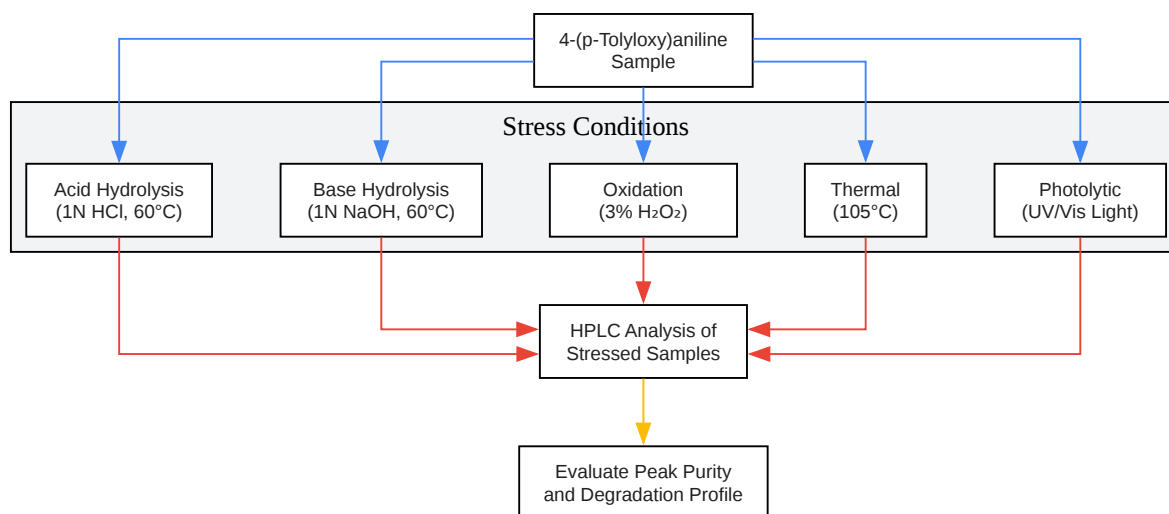 4-(p-Tolyloxy)aniline
Sample
Stress Conditions
Acid Hydrolysis
(1N HCl, 60°C)
Base Hydrolysis
(1N NaOH, 60°C)
Oxidation
(3% H₂O₂)
Thermal
(105°C)
Photolytic
(UV/Vis Light)
HPLC Analysis of
Stressed Samples
Evaluate Peak Purity
and Degradation Profile